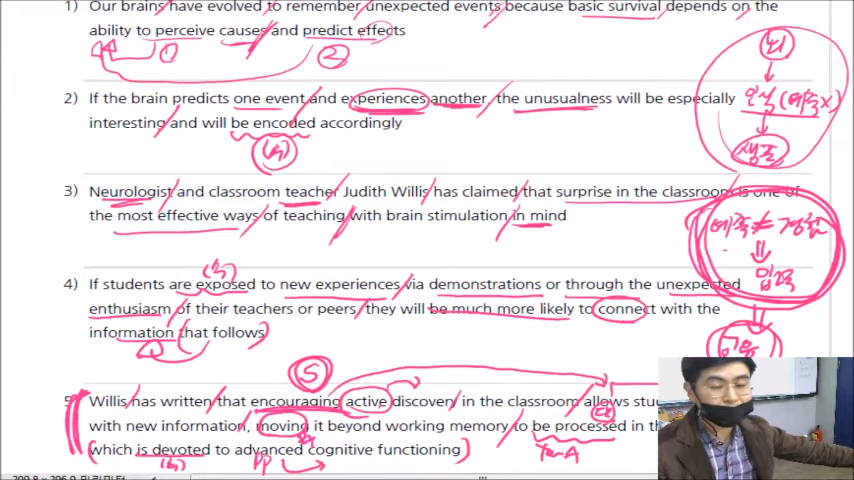 1) Our brains have evolved to remember unexpected events because basic survival depends on the
ability to perceive causes and predict effects
① ②
뇌
2) If the brain predicts one event and experiences another, the unusualness will be especially
인식(예측X)
interesting and will be encoded accordingly
생존
3) Neurologist and classroom teacher Judith Willis has claimed that surprise in the classroom is one of
the most effective ways of teaching with brain stimulation in mind
예측≠경험
4) If students are exposed to new experiences via demonstrations or through the unexpected
enthusiasm of their teachers or peers, they will be much more likely to connect with the
information that follows
S
5) Willis has written that encouraging active discovery in the classroom allows stu
with new information, moving it beyond working memory to be processed in th
which is devoted to advanced cognitive functioning
PP